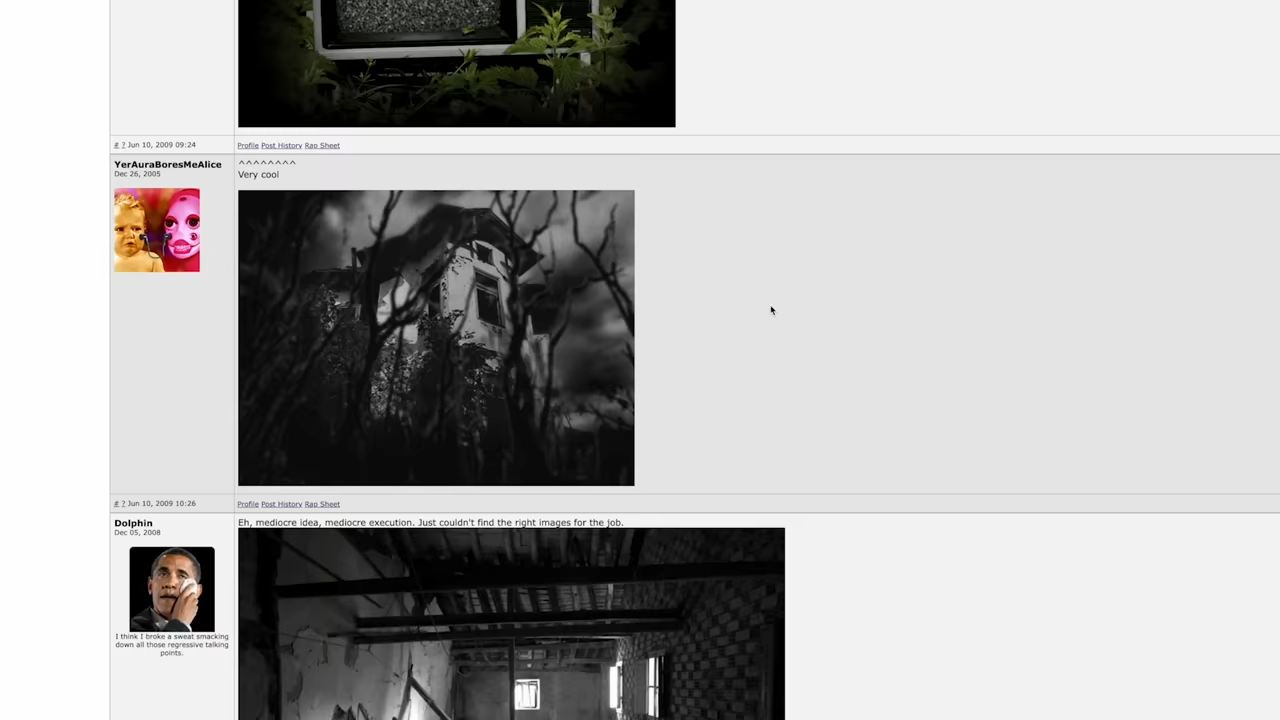 # ? Jun 10, 2009 09:24
Profile Post History Rap Sheet
YerAuraBoresMeAlice
Dec 26, 2005
^^^^^^^^
Very cool
# ? Jun 10, 2009 10:26
Profile Post History Rap Sheet
Dolphin
Dec 05, 2008
I think I broke a sweat smacking
down all those regressive talking
points.
Eh, mediocre idea, mediocre execution. Just couldn't find the right images for the job.